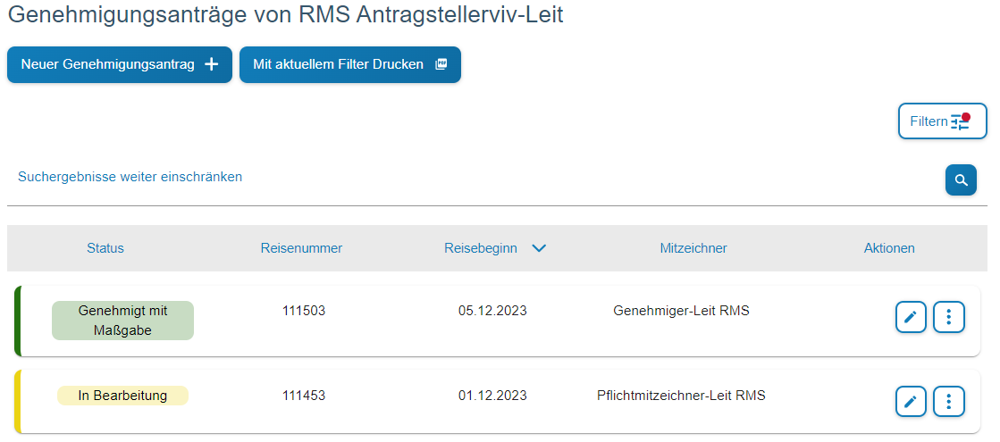 Genehmigungsanträge von RMS Antragstellerviv-Leit
Neuer Genehmigungsantrag
Mit aktuellem Filter Drucken PDF
Filtern
Suchergebnisse weiter einschränken
Status Reisenummer Reisebeginn Mitzeichner Aktionen
Genehmigt mit 111503 05.12.2023 Genehmiger-Leit RMS
Maßgabe
In Bearbeitung 111453 01.12.2023 Pflichtmitzeichner-Leit RMS